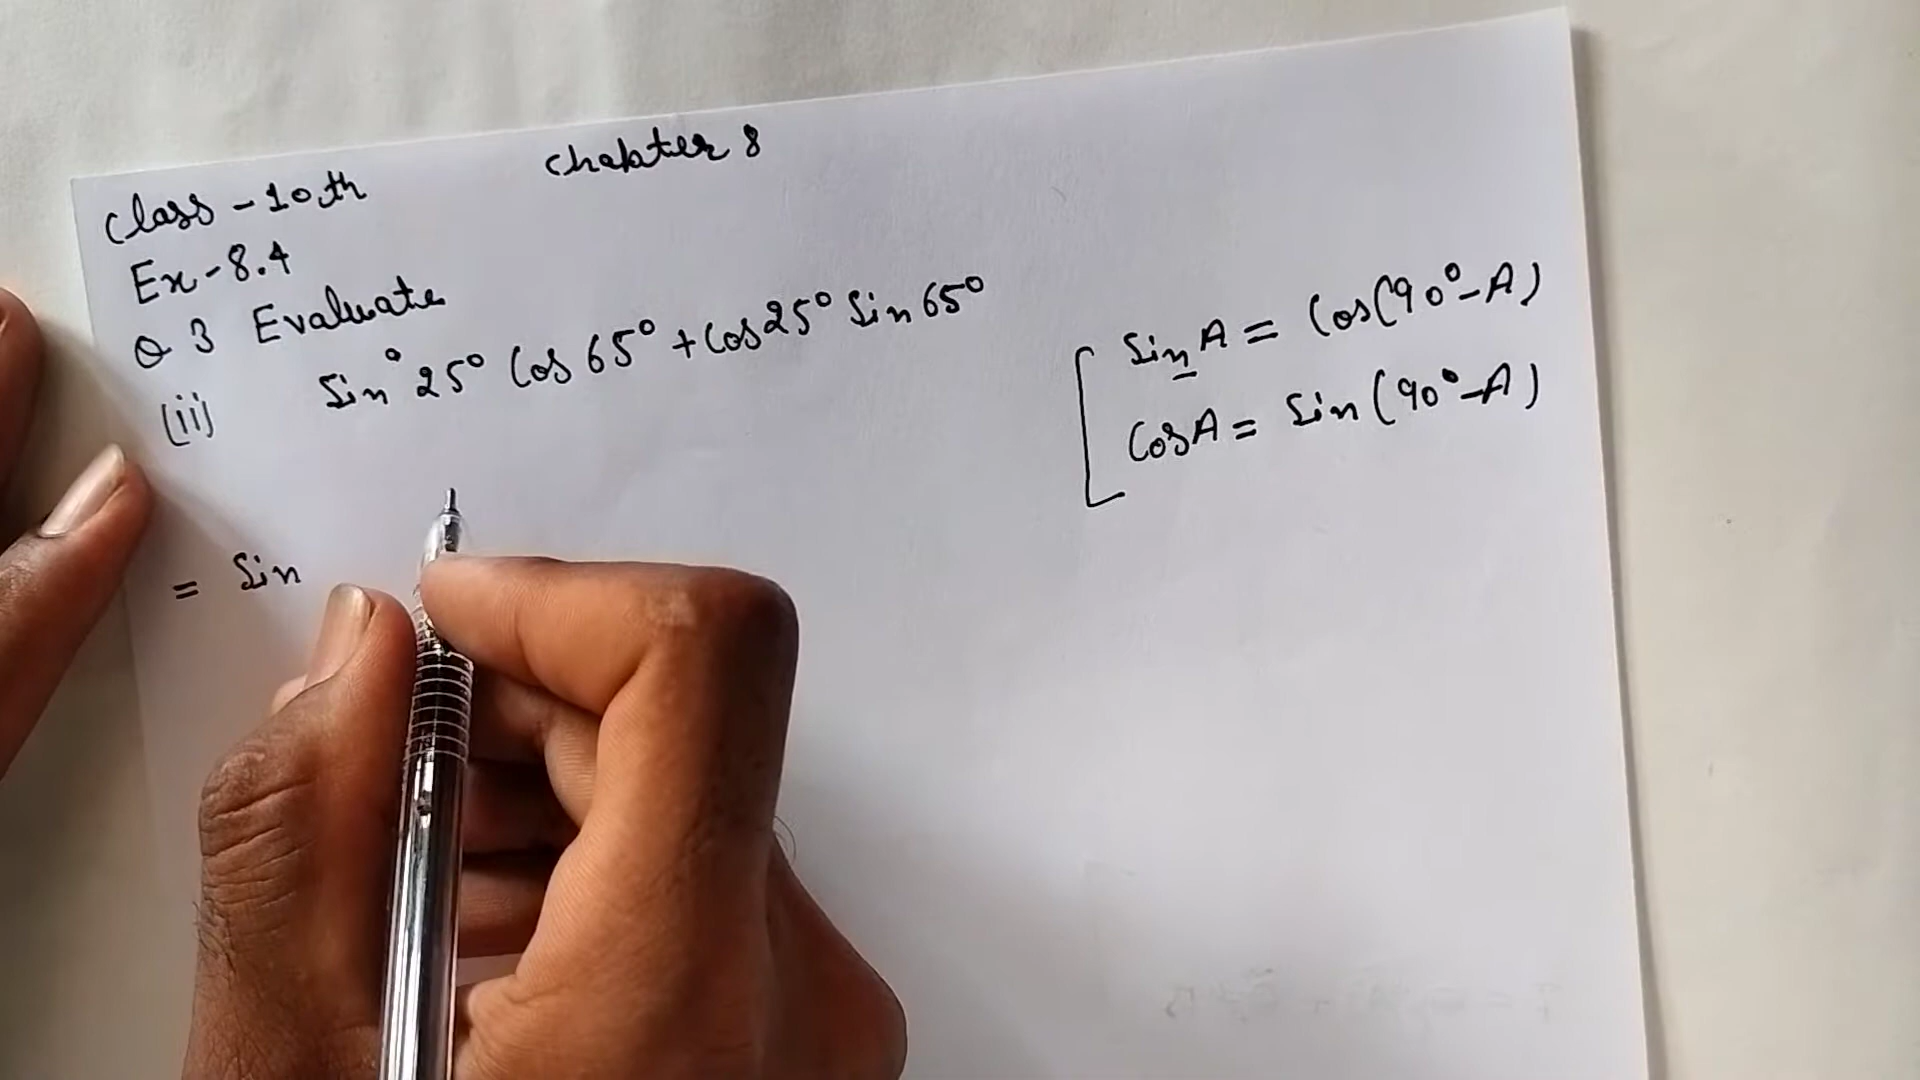 Chapter 8
Class - 10th
Ex - 8.4
Q 3 Evaluate
(ii) Sin° 25° Cos 65° + Cos 25° Sin 65°
[ Sin A = Cos(90° - A)
Cos A = Sin (90° - A)
= Sin